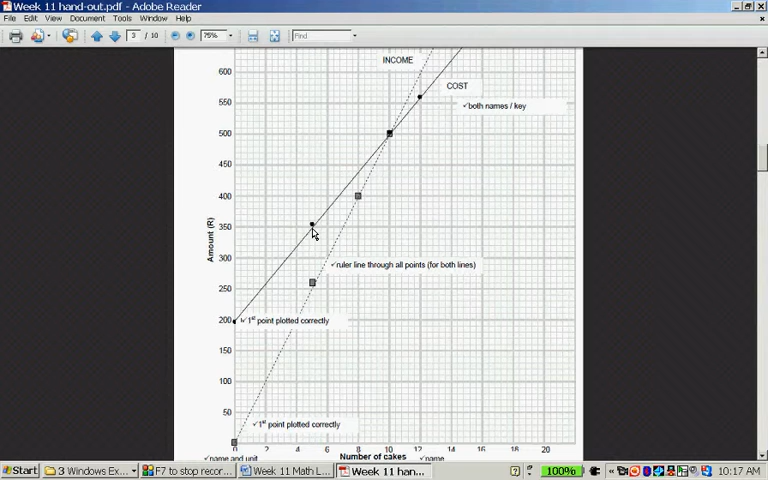 Week 11 hand-out.pdf - Adobe Reader
File Edit View Document Tools Window Help
3 / 10 75% Find
INCOME
600
COST
550
✓both names / key
500
450
400
350
Amount (R)
300
✓ruler line through all points (for both lines)
250
200
✓1st point plotted correctly
150
100
50
✓1st point plotted correctly
0 2 4 6 8 10 12 14 16 18 20
✓name and unit Number of cakes ✓name
Start 3 Windows Ex... F7 to stop recor... Week 11 Math L... Week 11 han... 100% 10:17 AM